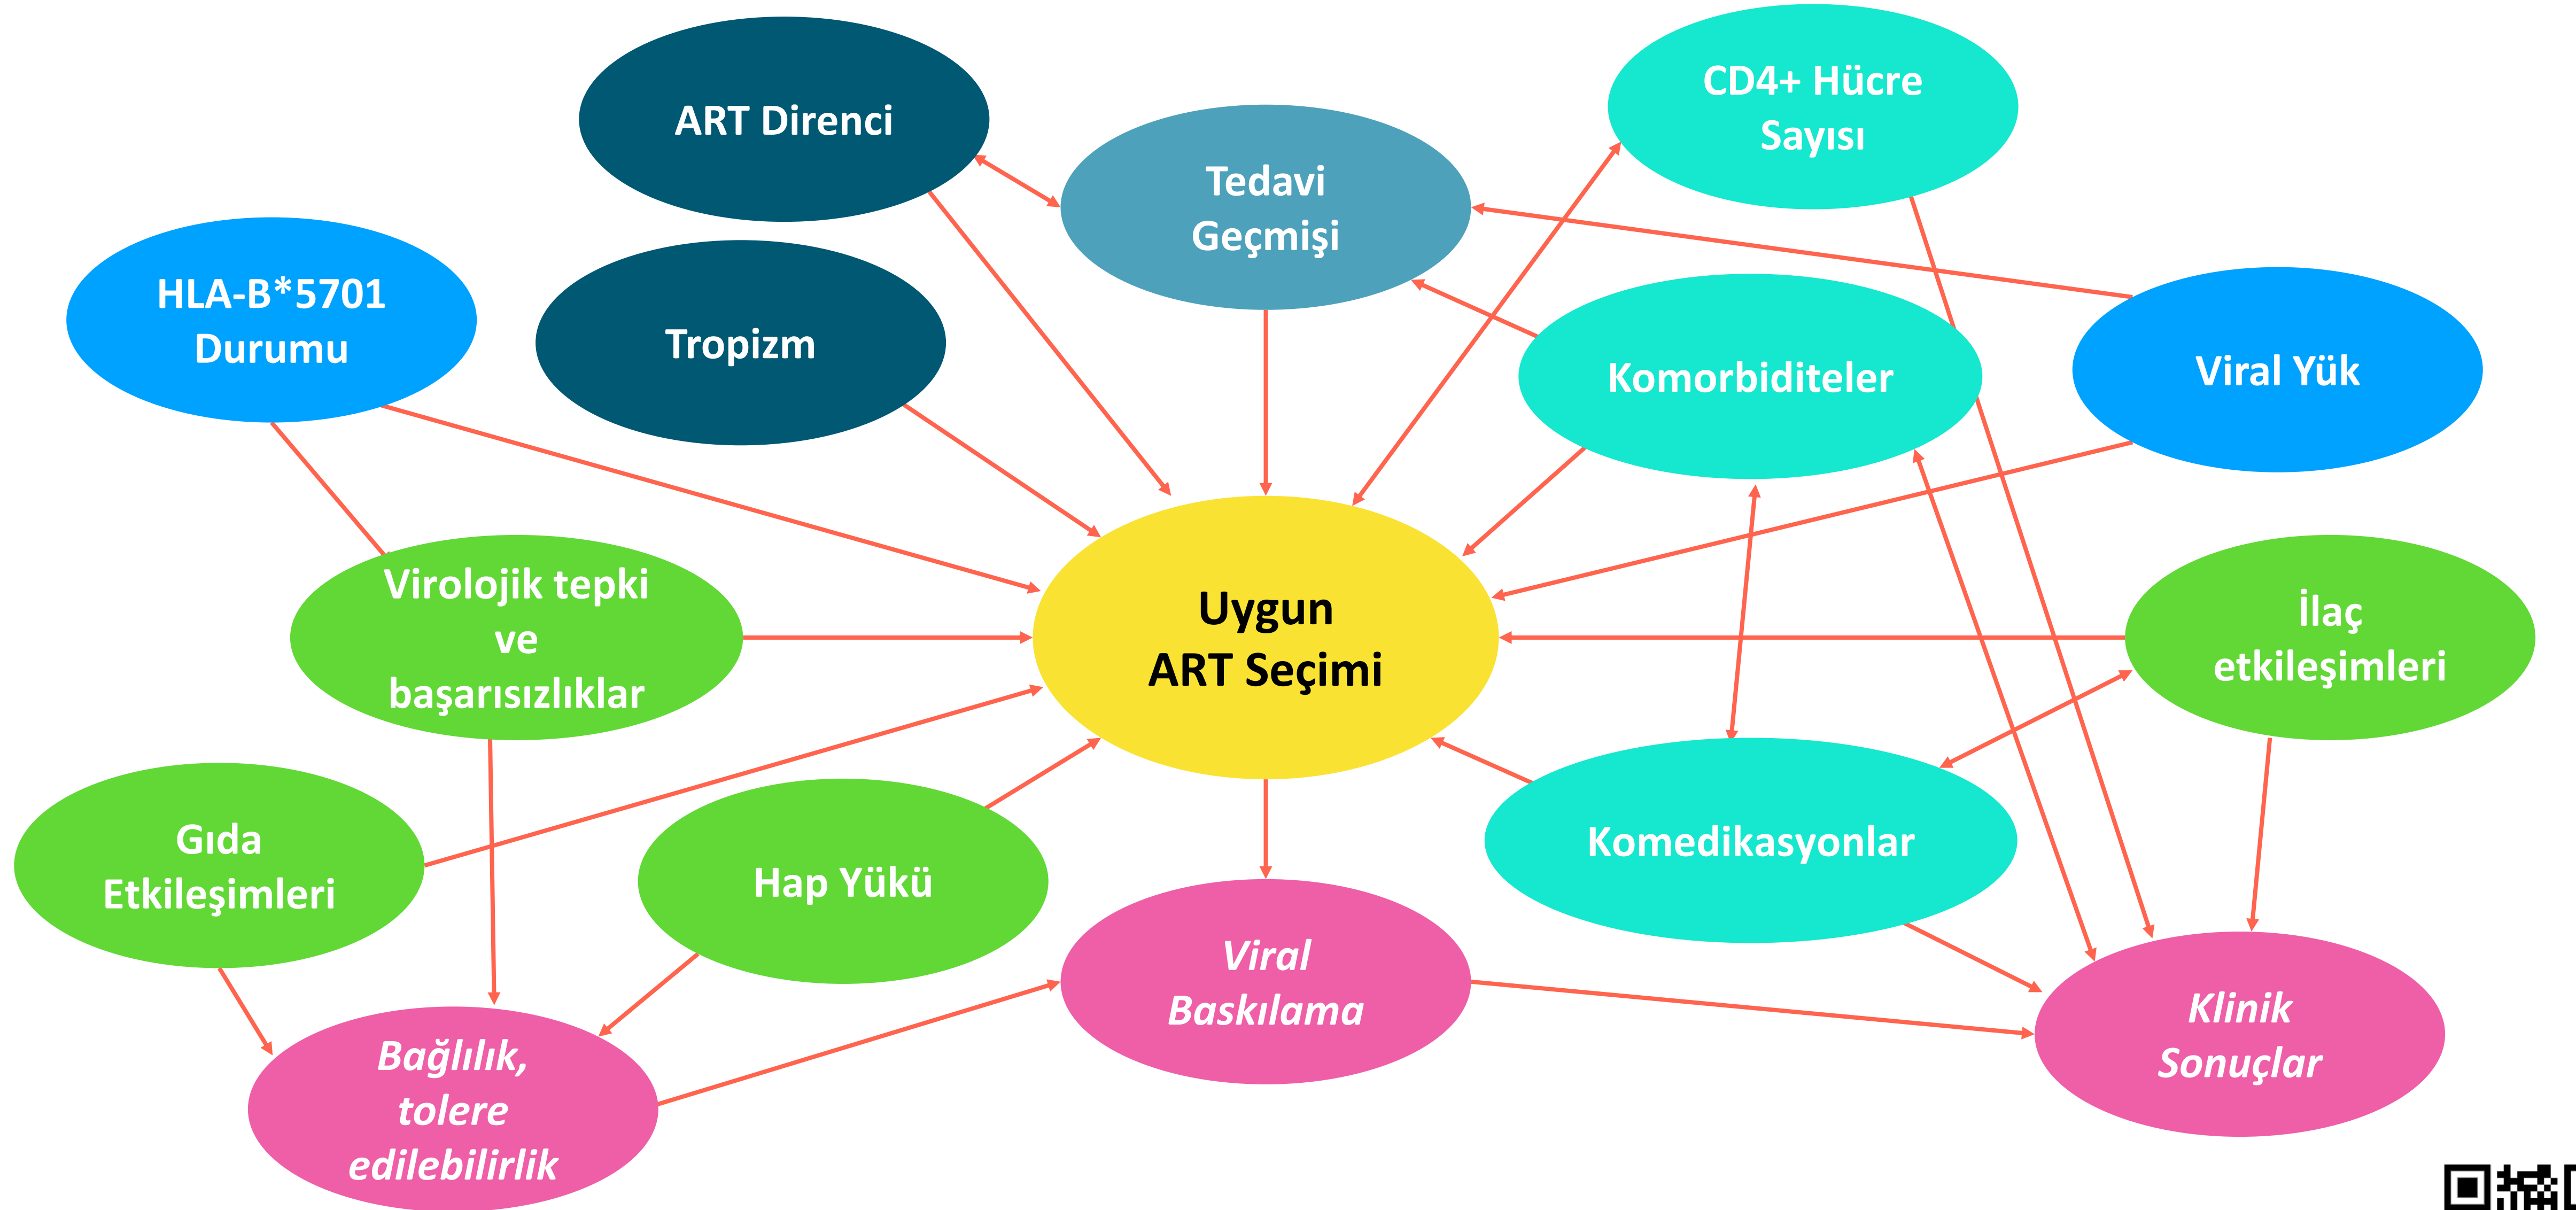 ART Direnci
CD4+ Hücre
Sayısı
Tedavi
Geçmişi
HLA-B*5701
Durumu
Tropizm
Komorbiditeler
Viral Yük
Virolojik tepki
ve
başarısızlıklar
Uygun
ART Seçimi
İlaç
etkileşimleri
Gıda
Etkileşimleri
Hap Yükü
Komedikasyonlar
Viral
Baskılama
Klinik
Sonuçlar
Bağlılık,
tolere
edilebilirlik